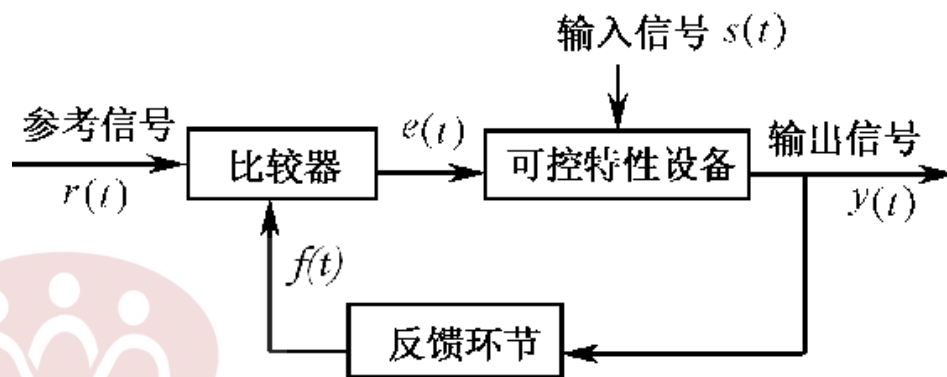 输入信号 s(t)
参考信号
r(t)
比较器
e(t)
可控特性设备
输出信号
y(t)
f(t)
反馈环节